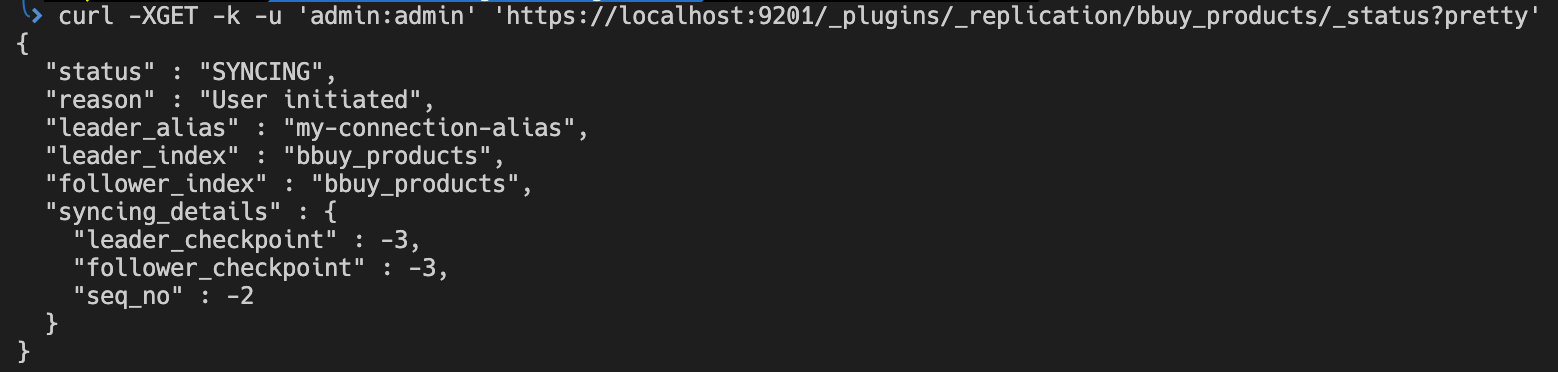 curl -XGET -k -u 'admin:admin' 'https://localhost:9201/_plugins/_replication/bbuy_products/_status?pretty'
{
  "status" : "SYNCING",
  "reason" : "User initiated",
  "leader_alias" : "my-connection-alias",
  "leader_index" : "bbuy_products",
  "follower_index" : "bbuy_products",
  "syncing_details" : {
    "leader_checkpoint" : -3,
    "follower_checkpoint" : -3,
    "seq_no" : -2
  }
}